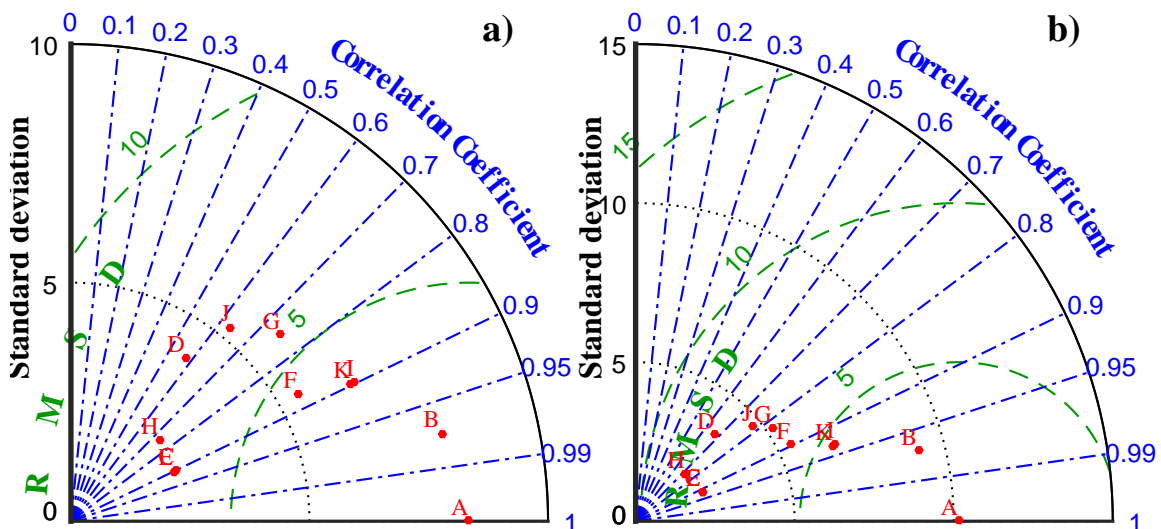 a)
Standard deviation
10
5
0
0 0.1 0.2 0.3 0.4 0.5 0.6 0.7 0.8 0.9 0.95 0.99 1
Correlation Coefficient
10
5
R M S D
J
G
D
K I
F
B
H
E
A
b)
Standard deviation
15
10
5
0
0 0.1 0.2 0.3 0.4 0.5 0.6 0.7 0.8 0.9 0.95 0.99 1
Correlation Coefficient
15
10
5
R M S D
D
J G
F
K I
B
H
E
A